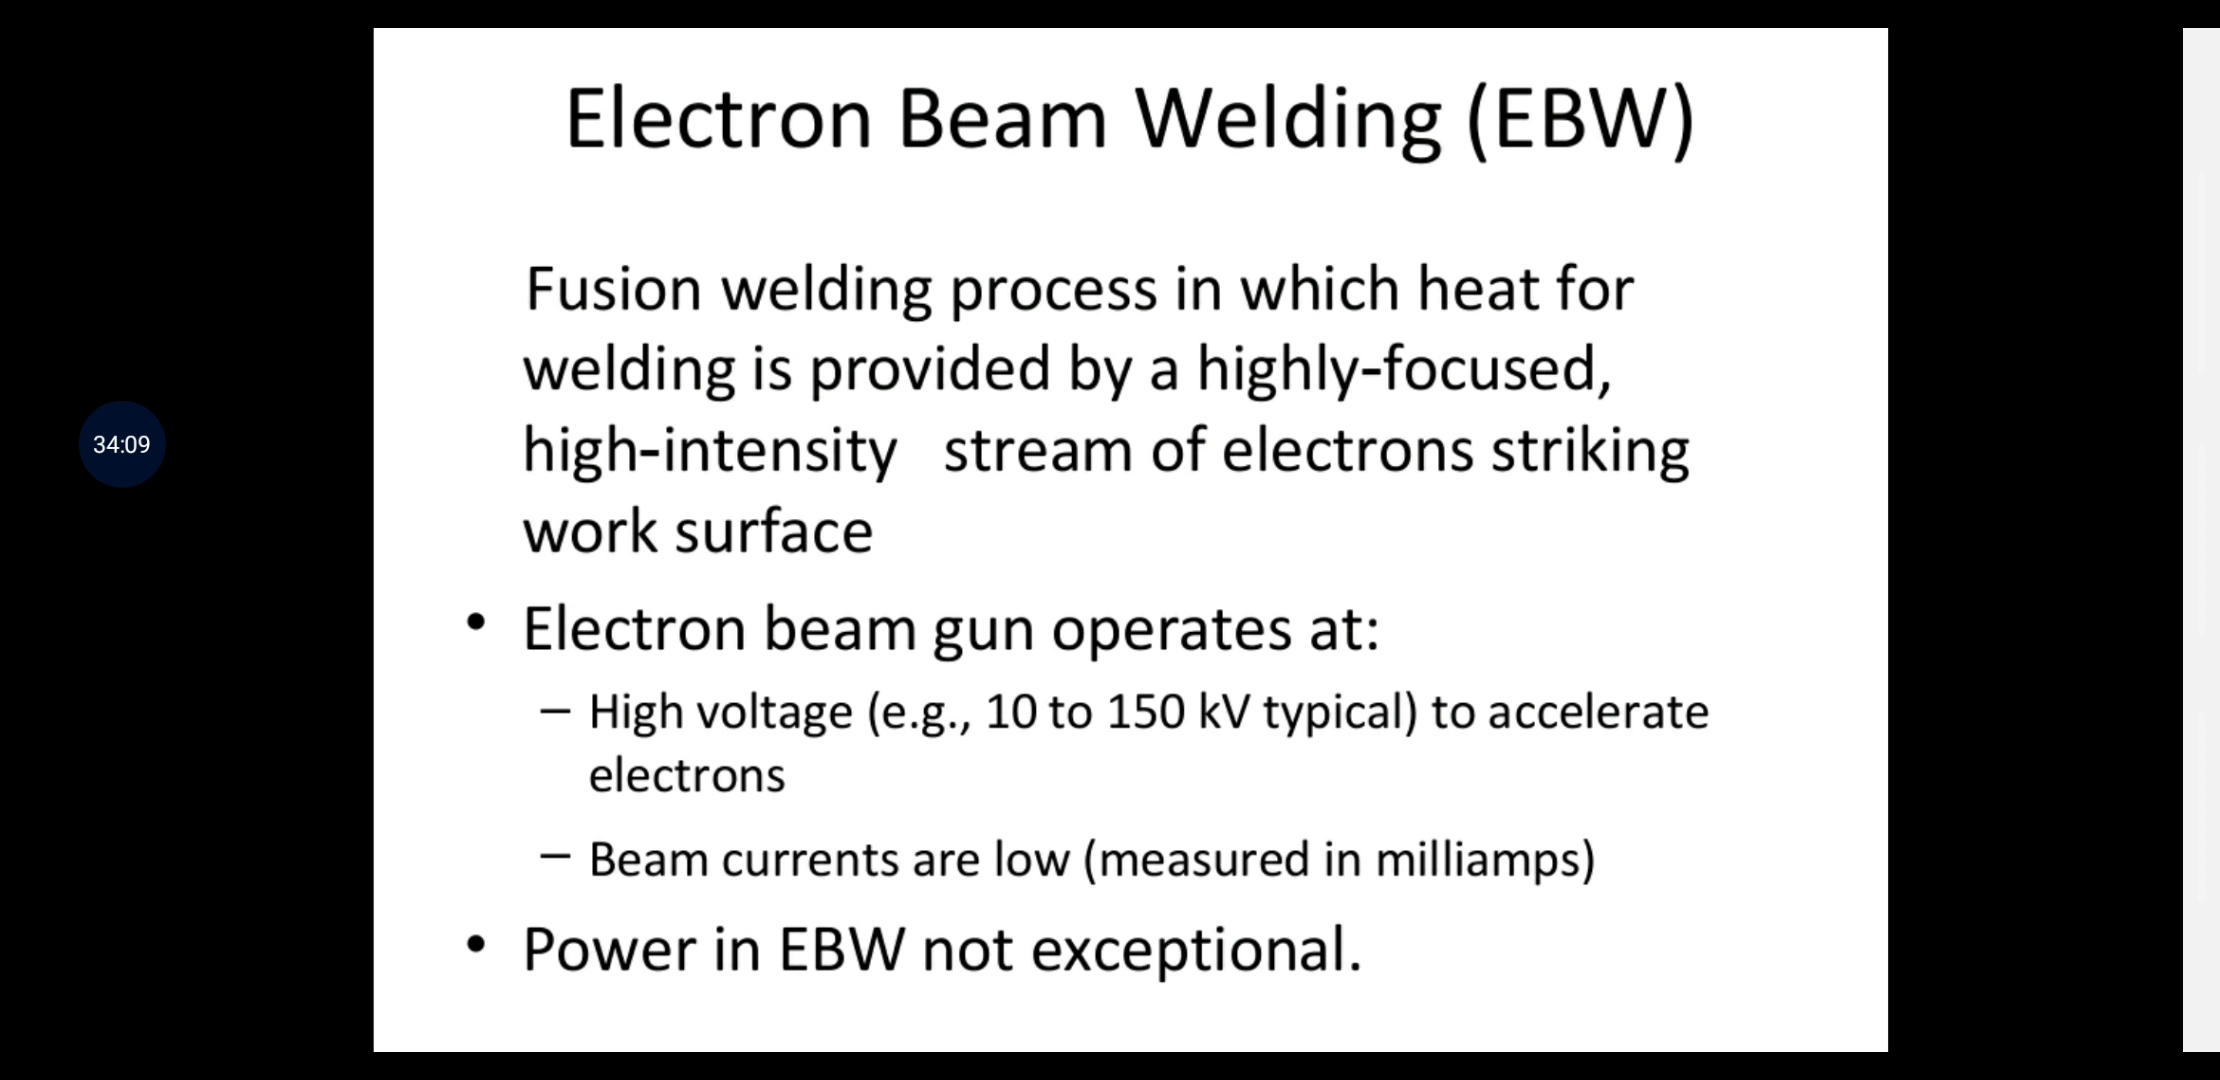 Electron Beam Welding (EBW)
Fusion welding process in which heat for
welding is provided by a highly-focused,
high-intensity   stream of electrons striking
work surface
• Electron beam gun operates at:
– High voltage (e.g., 10 to 150 kV typical) to accelerate
electrons
– Beam currents are low (measured in milliamps)
• Power in EBW not exceptional.
34:09